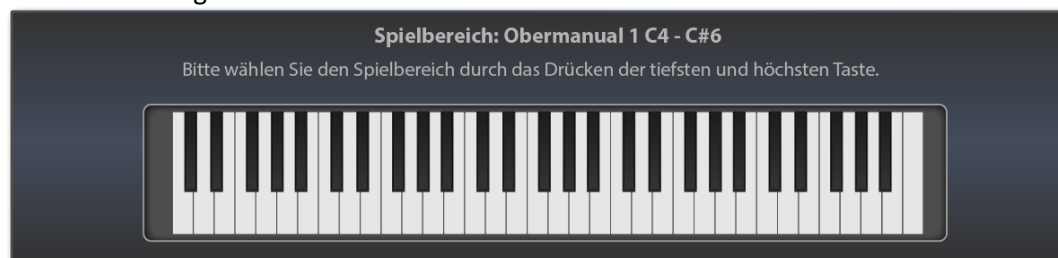 Spielbereich: Obermanual 1 C4 - C#6
Bitte wählen Sie den Spielbereich durch das Drücken der tiefsten und höchsten Taste.